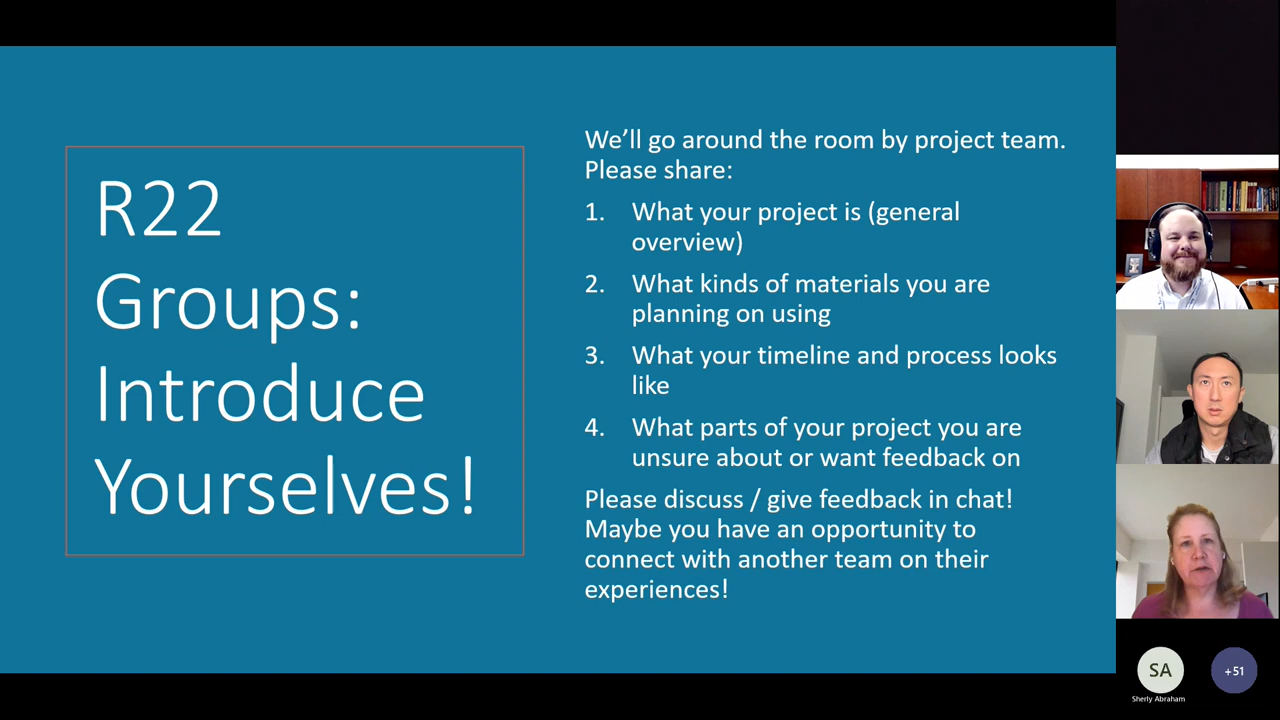 R22
Groups:
Introduce
Yourselves!
We’ll go around the room by project team.
Please share:
1. What your project is (general
overview)
2. What kinds of materials you are
planning on using
3. What your timeline and process looks
like
4. What parts of your project you are
unsure about or want feedback on
Please discuss / give feedback in chat!
Maybe you have an opportunity to
connect with another team on their
experiences!
SA
Sherly Abraham
+51